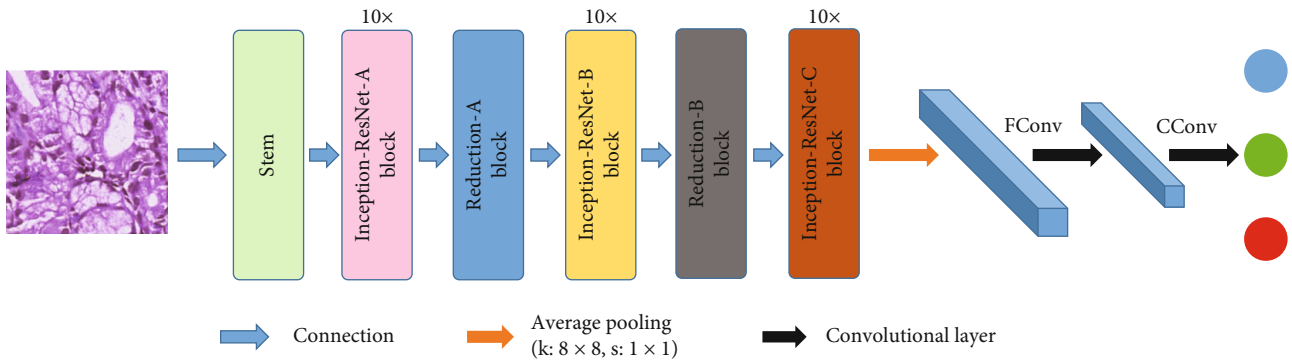 10×
10×
10×
Stem
Inception-ResNet-A
block
Reduction-A
block
Inception-ResNet-B
block
Reduction-B
block
Inception-ResNet-C
block
FConv
CConv
Connection
Average pooling
(k: 8 × 8, s: 1 × 1)
Convolutional layer